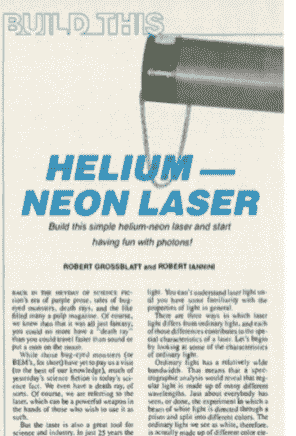 BUILD THIS
HELIUM—
NEON LASER
Build this simple helium-neon laser and start
having fun with photons!
ROBERT GROSSBLATT and ROBERT IANNINI
BACK IN THE HEYDAY OF SCIENCE FIC-
tion's era of purple prose, tales of bug-
eyed monsters, death rays, and the like
filled many a pulp magazine. Of course,
we knew then that it was all just fantasy,
you could no more have a "death ray"
than you could travel faster than sound or
put a man on the moon.
While those bug-eyed monsters (or
BEM's, for short) have yet to pay us a visit
(to the best of our knowledge), much of
yesterday's science fiction is today's sci-
ence fact. We even have a death ray, of
sorts. Of course, we are referring to the
laser, which can be a powerful weapon in
the hands of those who wish to use it as
such.
But the laser is also a great tool for
science and industry. In just 25 years the
light. You can't understand laser light un-
til you have some familiarity with the
properties of light in general.
There are three ways in which laser
light differs from ordinary light, and each
of those differences contributes to the spe-
cial characteristics of a laser. Let's begin
by looking at some of the characteristics
of ordinary light.
Ordinary light has a relatively wide
bandwidth. That means that a spec-
trographic analysis would reveal that reg-
ular light is made up of many different
wavelengths. Just about everybody has
seen, or done, the experiment in which a
beam of white light is directed through a
prism and split into different colors. The
ordinary light we see as white, therefore,
is actually made up of different color en-